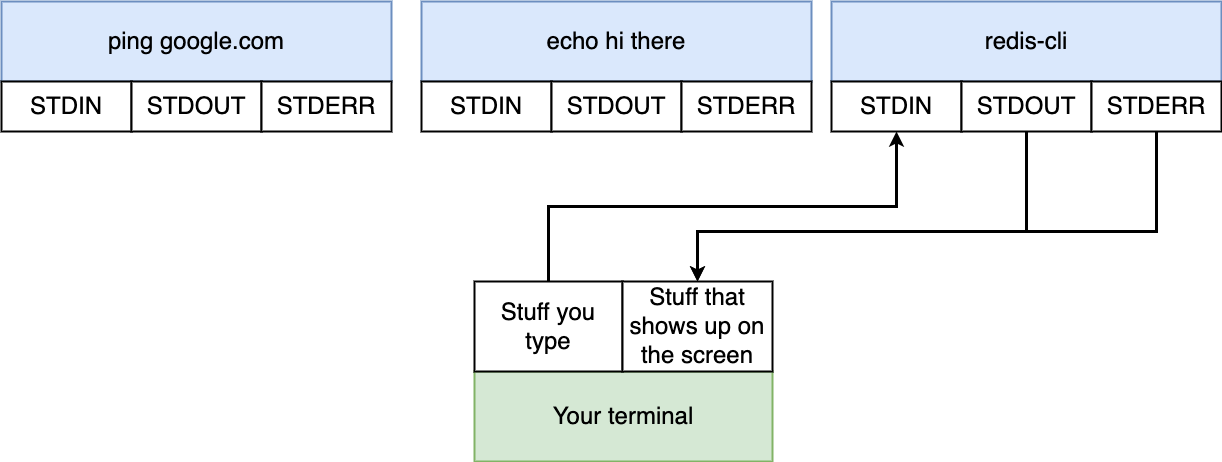 ping google.com
echo hi there
redis-cli
STDIN
STDOUT
STDERR
STDIN
STDOUT
STDERR
STDIN
STDOUT
STDERR
Stuff you
type
Stuff that
shows up on
the screen
Your terminal